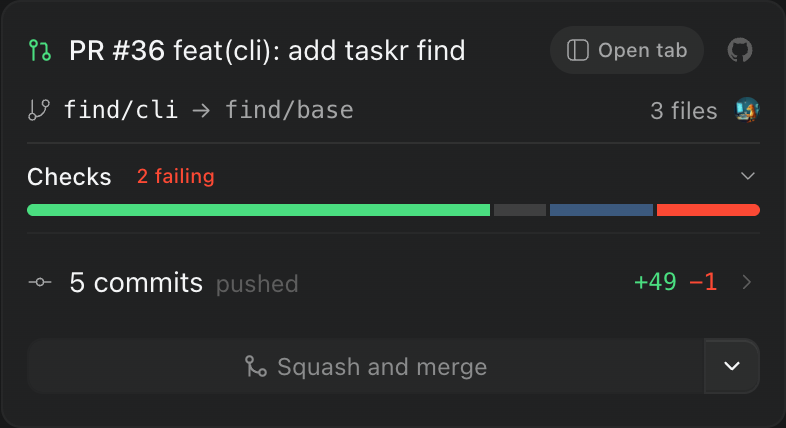 PR #36 feat(cli): add taskr find Open tab
find/cli → find/base 3 files
Checks 2 failing
5 commits pushed +49 −1
Squash and merge